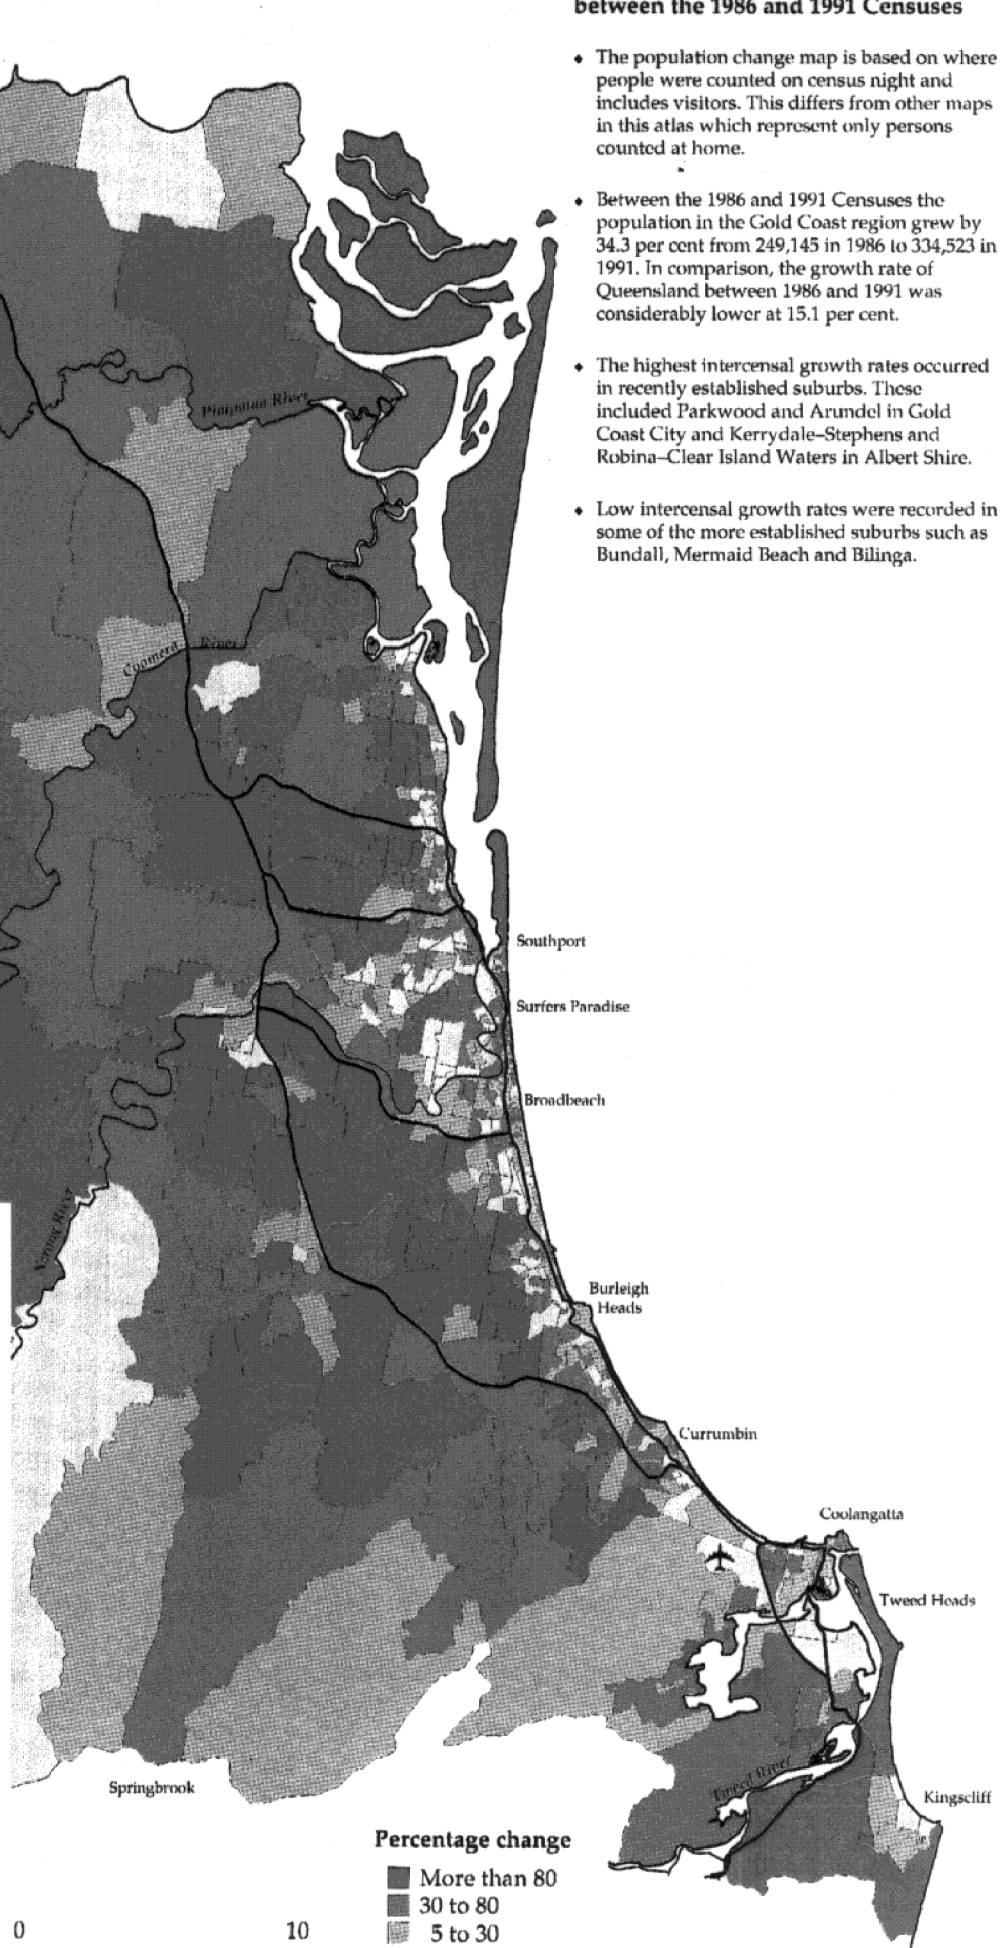 between the 1986 and 1991 Censuses
◆ The population change map is based on where
people were counted on census night and
includes visitors. This differs from other maps
in this atlas which represent only persons
counted at home.
◆ Between the 1986 and 1991 Censuses the
population in the Gold Coast region grew by
34.3 per cent from 249,145 in 1986 to 334,523 in
1991. In comparison, the growth rate of
Queensland between 1986 and 1991 was
considerably lower at 15.1 per cent.
◆ The highest intercensal growth rates occurred
in recently established suburbs. These
included Parkwood and Arundel in Gold
Coast City and Kerrydale–Stephens and
Robina–Clear Island Waters in Albert Shire.
◆ Low intercensal growth rates were recorded in
some of the more established suburbs such as
Bundall, Mermaid Beach and Bilinga.
River
Coomera River
Southport
Surfers Paradise
Broadbeach
Nerang River
Burleigh
Heads
Currumbin
Coolangatta
Tweed Heads
Tweed River
Springbrook
Kingscliff
Percentage change
More than 80
30 to 80
5 to 30
0 10